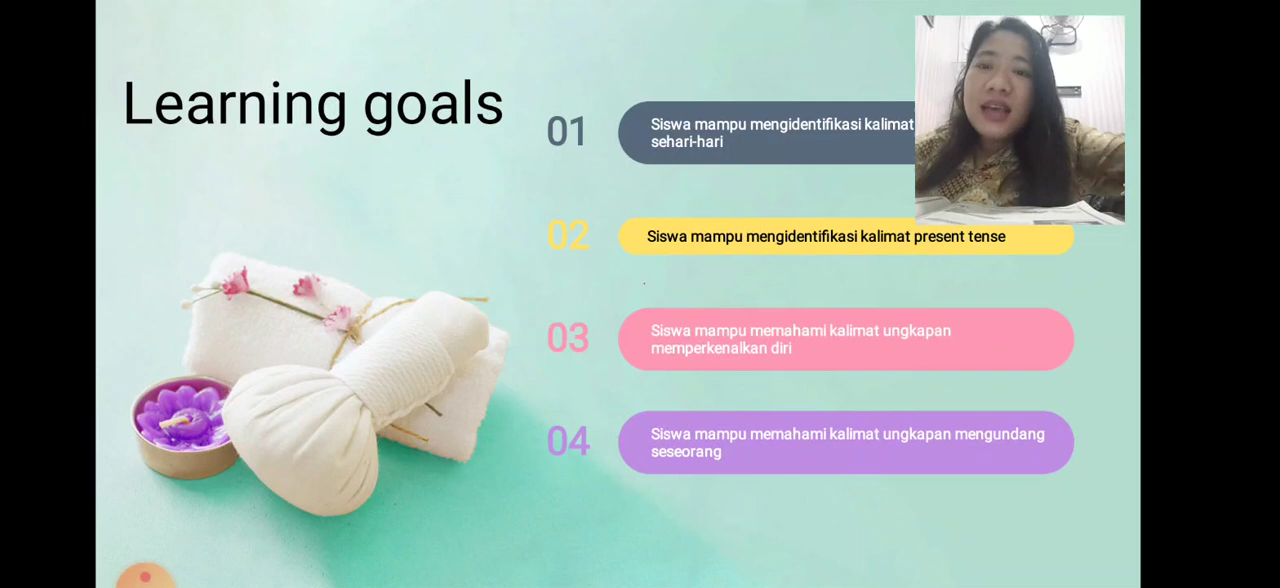 Learning goals
01
Siswa mampu mengidentifikasi kalimat
sehari-hari
02
Siswa mampu mengidentifikasi kalimat present tense
03
Siswa mampu memahami kalimat ungkapan
memperkenalkan diri
04
Siswa mampu memahami kalimat ungkapan mengundang
seseorang